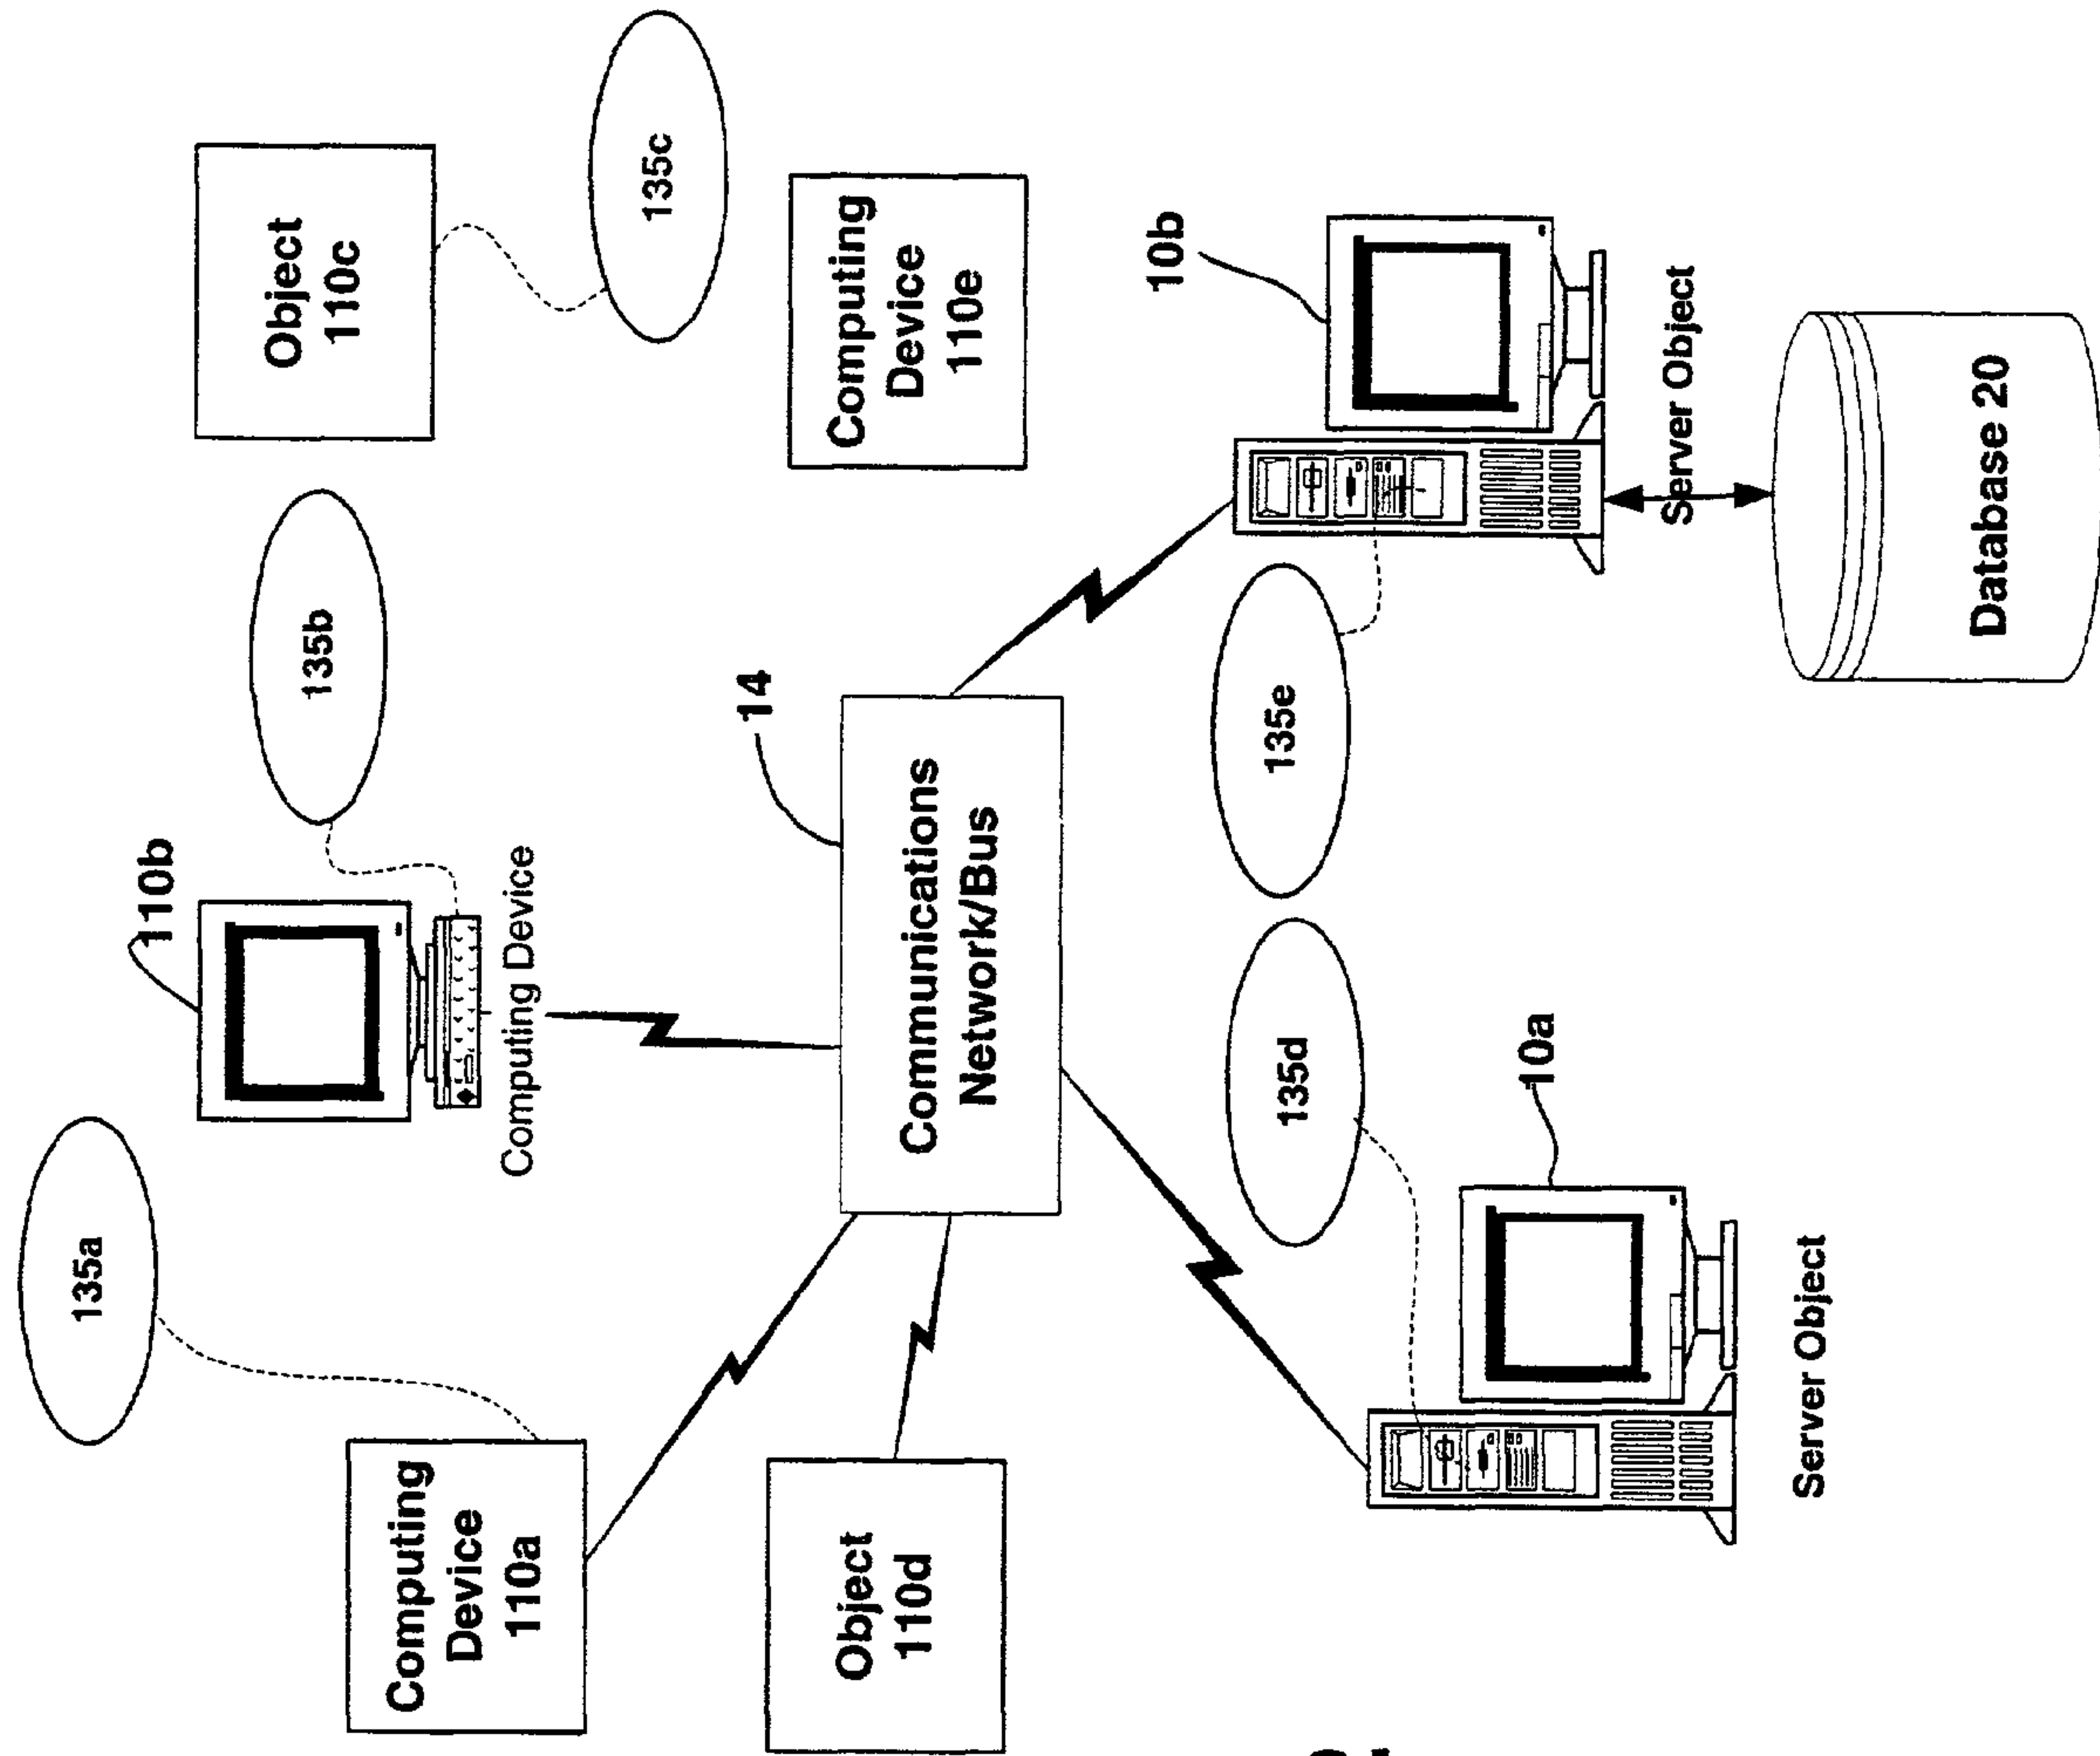 135a
110b
135b
Object
110c
135c
Computing
Device
110a
Computing Device
14
Computing
Device
110e
Object
110d
Communications
Network/Bus
10b
135d
135e
10a
Server Object
Server Object
Database 20